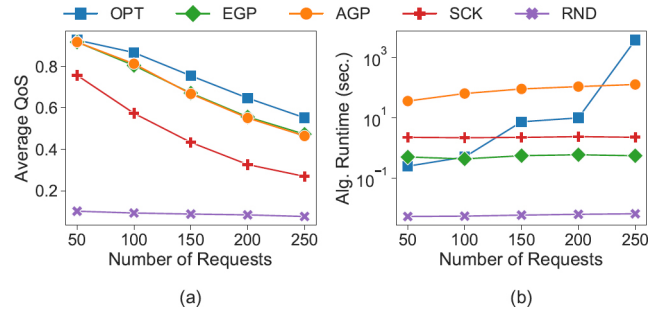 OPT EGP AGP SCK RND
Average QoS
0.8
0.6
0.4
0.2
50 100 150 200 250
Number of Requests
(a)
Alg. Runtime (sec.)
10^3
10^1
10^-1
50 100 150 200 250
Number of Requests
(b)